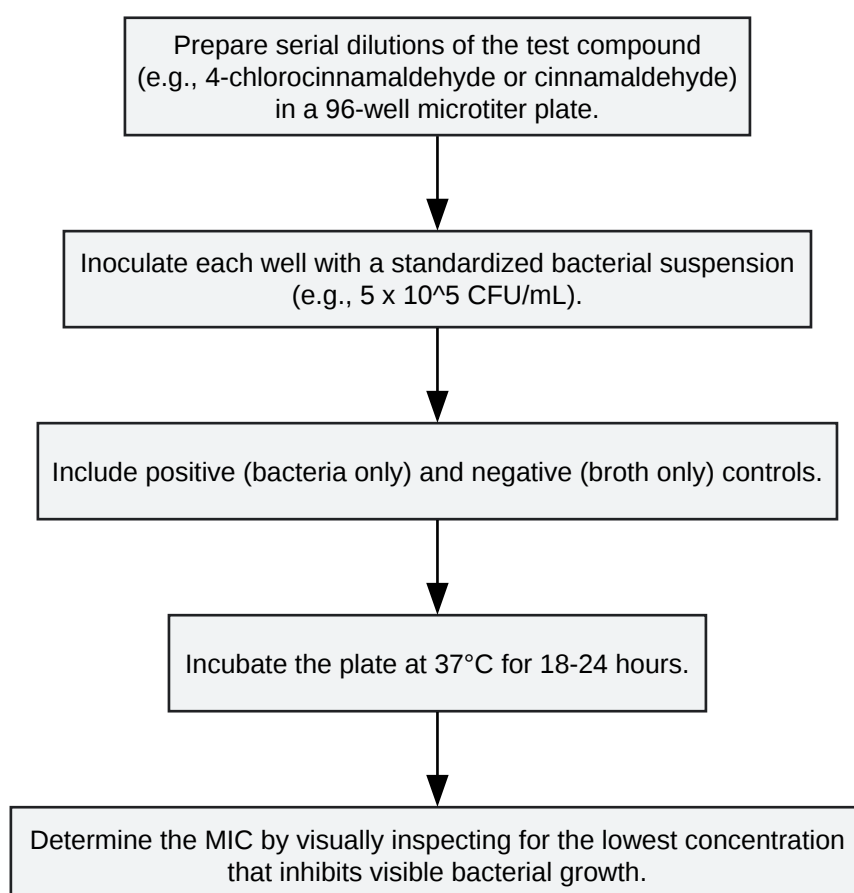 Prepare serial dilutions of the test compound
(e.g., 4-chlorocinnamaldehyde or cinnamaldehyde)
in a 96-well microtiter plate.
Inoculate each well with a standardized bacterial suspension
(e.g., 5 x 10^5 CFU/mL).
Include positive (bacteria only) and negative (broth only) controls.
Incubate the plate at 37°C for 18-24 hours.
Determine the MIC by visually inspecting for the lowest concentration
that inhibits visible bacterial growth.